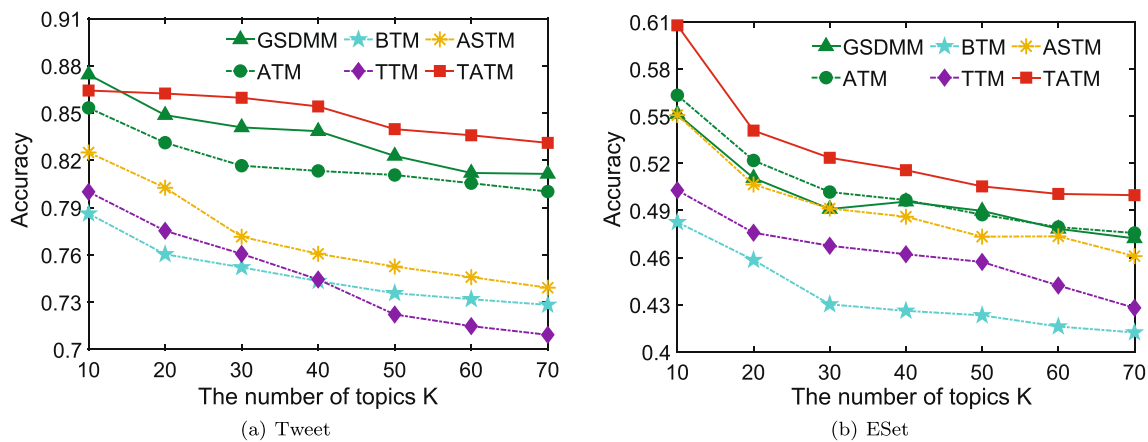 0.91
0.88
0.85
0.82
0.79
0.76
0.73
0.7
Accuracy
GSDMM BTM ASTM
ATM TTM TATM
10 20 30 40 50 60 70
The number of topics K
(a) Tweet
0.61
0.58
0.55
0.52
0.49
0.46
0.43
0.4
Accuracy
GSDMM BTM ASTM
ATM TTM TATM
10 20 30 40 50 60 70
The number of topics K
(b) ESet